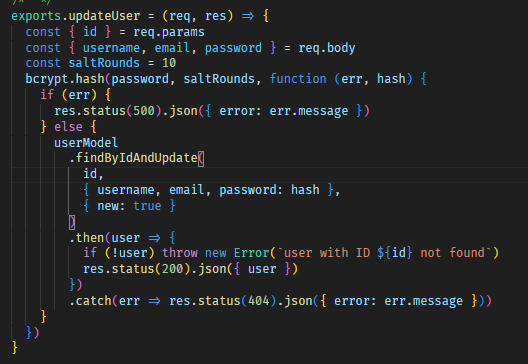 exports.updateUser = (req, res) => {
  const { id } = req.params
  const { username, email, password } = req.body
  const saltRounds = 10
  bcrypt.hash(password, saltRounds, function (err, hash) {
    if (err) {
      res.status(500).json({ error: err.message })
    } else {
      userModel
        .findByIdAndUpdate(
          id,
          { username, email, password: hash },
          { new: true }
        )
        .then(user => {
          if (!user) throw new Error(`user with ID ${id} not found`)
          res.status(200).json({ user })
        })
        .catch(err => res.status(404).json({ error: err.message }))
    }
  })
}